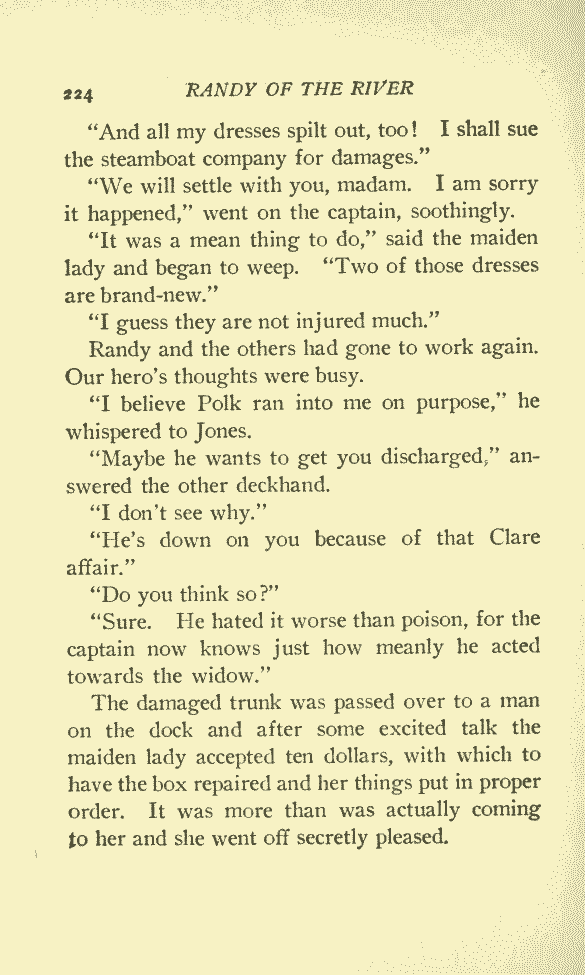 224 RANDY OF THE RIVER
“And all my dresses spilt out, too! I shall sue
the steamboat company for damages.”
“We will settle with you, madam. I am sorry
it happened,” went on the captain, soothingly.
“It was a mean thing to do,” said the maiden
lady and began to weep. “Two of those dresses
are brand-new.”
“I guess they are not injured much.”
Randy and the others had gone to work again.
Our hero’s thoughts were busy.
“I believe Polk ran into me on purpose,” he
whispered to Jones.
“Maybe he wants to get you discharged,” an-
swered the other deckhand.
“I don’t see why.”
“He’s down on you because of that Clare
affair.”
“Do you think so?”
“Sure. He hated it worse than poison, for the
captain now knows just how meanly he acted
towards the widow.”
The damaged trunk was passed over to a man
on the dock and after some excited talk the
maiden lady accepted ten dollars, with which to
have the box repaired and her things put in proper
order. It was more than was actually coming
to her and she went off secretly pleased.